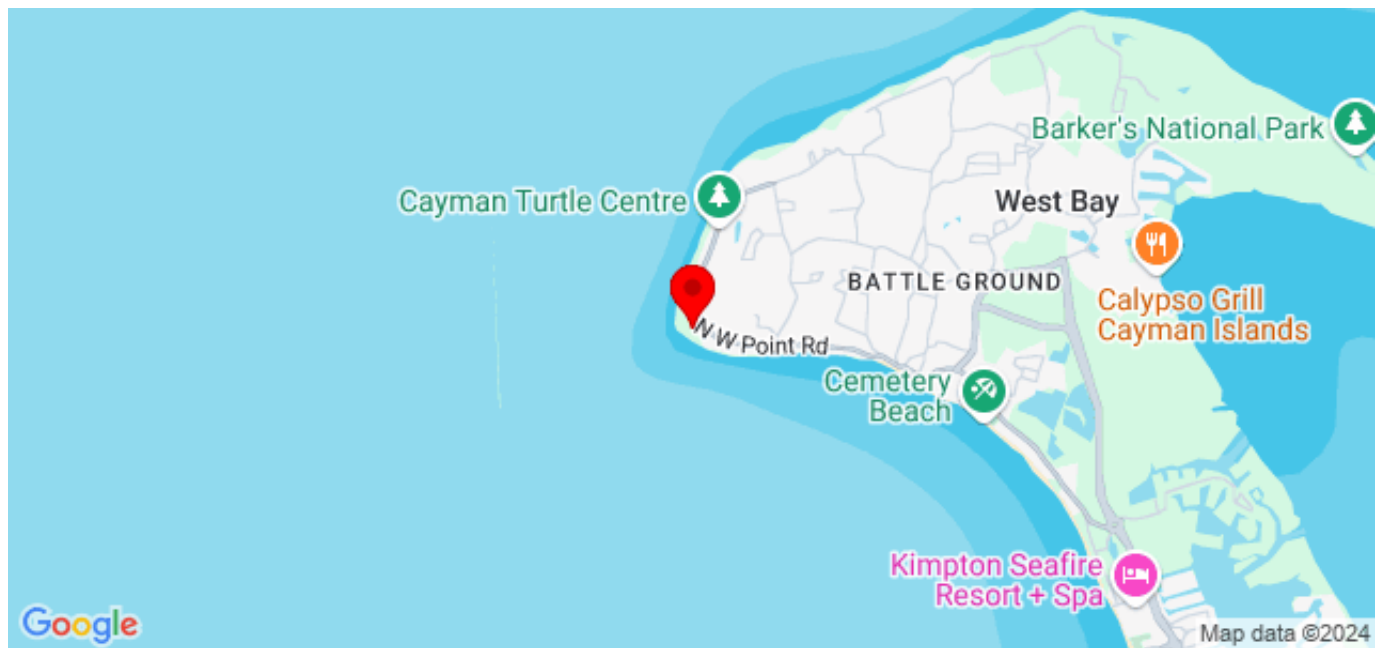 Barker's National Park
Cayman Turtle Centre
West Bay
BATTLE GROUND
Calypso Grill
Cayman Islands
N W Point Rd
Cemetery
Beach
Kimpton Seafire
Resort + Spa
Google
Map data ©2024